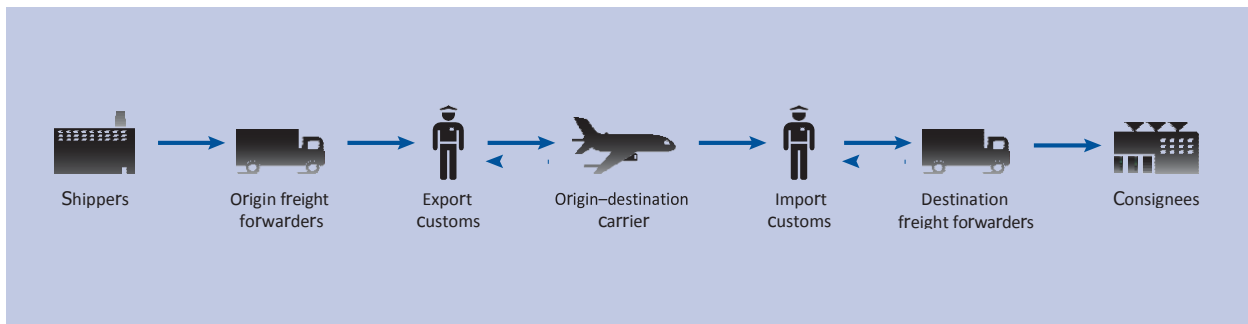 Shippers
Origin freight
forwarders
Export
customs
Origin–destination
carrier
Import
customs
Destination
freight forwarders
Consignees